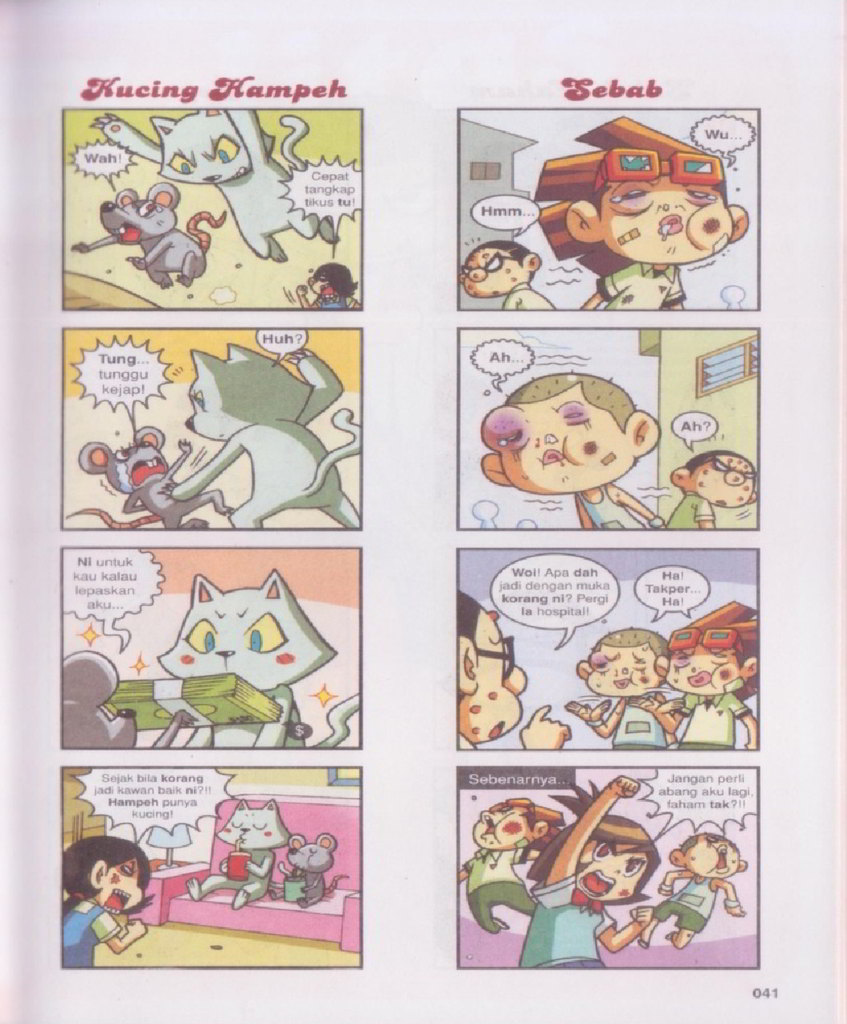 Kucing Hampeh
Wah!
Cepat
tangkap
tikus tu!
Huh?
Tung...
tunggu
kejap!
Ni untuk
kau kalau
lepaskan
aku...
$
Sejak bila korang
jadi kawan baik ni?!!
Hampeh punya
kucing!
Sebab
Wu...
Hmm...
Ah...
Ah?
Woi! Apa dah
jadi dengan muka
korang ni? Pergi
la hospital!
Ha!
Takper...
Ha!
Sebenarnya...
Jangan perli
abang aku lagi,
faham tak?!!
041